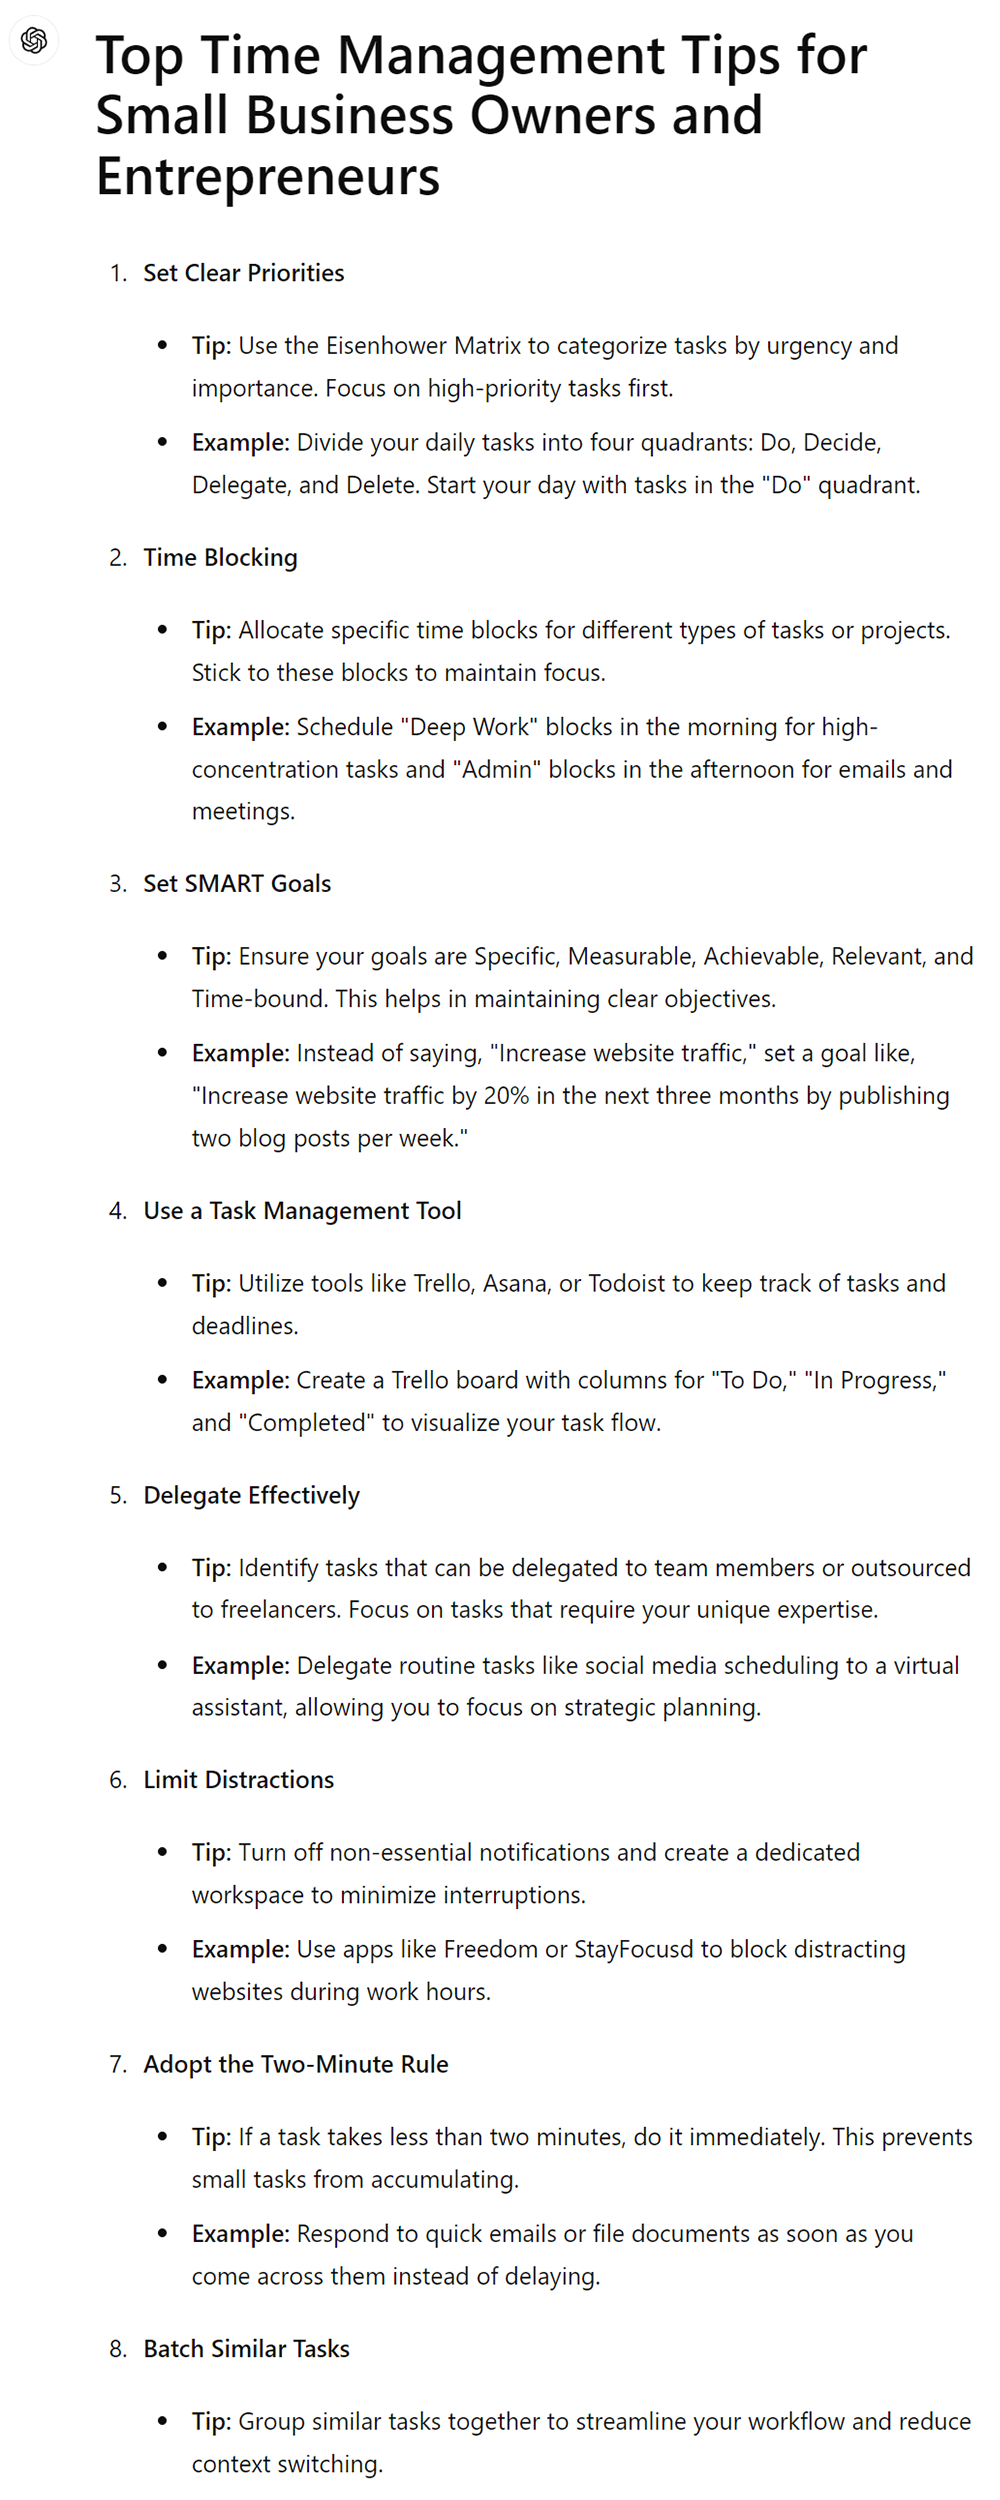 Top Time Management Tips for
Small Business Owners and
Entrepreneurs
1. Set Clear Priorities
• Tip: Use the Eisenhower Matrix to categorize tasks by urgency and
importance. Focus on high-priority tasks first.
• Example: Divide your daily tasks into four quadrants: Do, Decide,
Delegate, and Delete. Start your day with tasks in the "Do" quadrant.
2. Time Blocking
• Tip: Allocate specific time blocks for different types of tasks or projects.
Stick to these blocks to maintain focus.
• Example: Schedule "Deep Work" blocks in the morning for high-
concentration tasks and "Admin" blocks in the afternoon for emails and
meetings.
3. Set SMART Goals
• Tip: Ensure your goals are Specific, Measurable, Achievable, Relevant, and
Time-bound. This helps in maintaining clear objectives.
• Example: Instead of saying, "Increase website traffic," set a goal like,
"Increase website traffic by 20% in the next three months by publishing
two blog posts per week."
4. Use a Task Management Tool
• Tip: Utilize tools like Trello, Asana, or Todoist to keep track of tasks and
deadlines.
• Example: Create a Trello board with columns for "To Do," "In Progress,"
and "Completed" to visualize your task flow.
5. Delegate Effectively
• Tip: Identify tasks that can be delegated to team members or outsourced
to freelancers. Focus on tasks that require your unique expertise.
• Example: Delegate routine tasks like social media scheduling to a virtual
assistant, allowing you to focus on strategic planning.
6. Limit Distractions
• Tip: Turn off non-essential notifications and create a dedicated
workspace to minimize interruptions.
• Example: Use apps like Freedom or StayFocusd to block distracting
websites during work hours.
7. Adopt the Two-Minute Rule
• Tip: If a task takes less than two minutes, do it immediately. This prevents
small tasks from accumulating.
• Example: Respond to quick emails or file documents as soon as you
come across them instead of delaying.
8. Batch Similar Tasks
• Tip: Group similar tasks together to streamline your workflow and reduce
context switching.